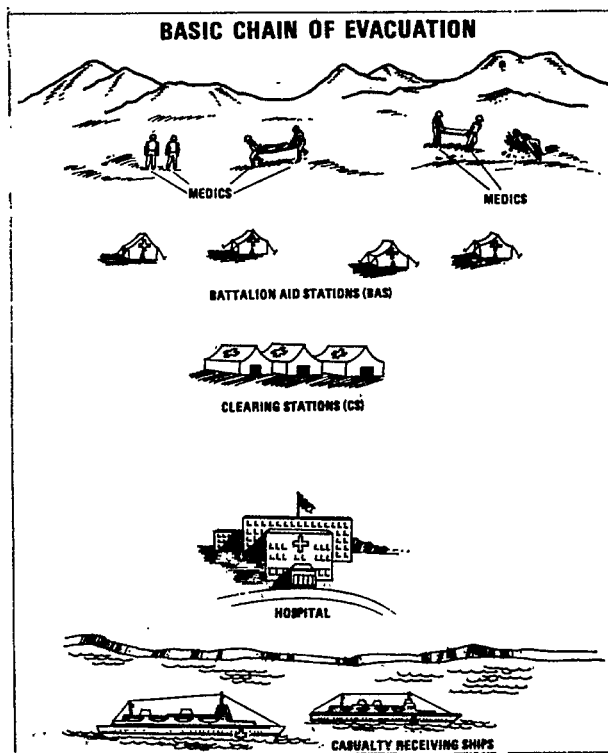 BASIC CHAIN OF EVACUATION
MEDICS
MEDICS
BATTALION AID STATIONS (BAS)
CLEARING STATIONS (CS)
HOSPITAL
CASUALTY RECEIVING SHIPS